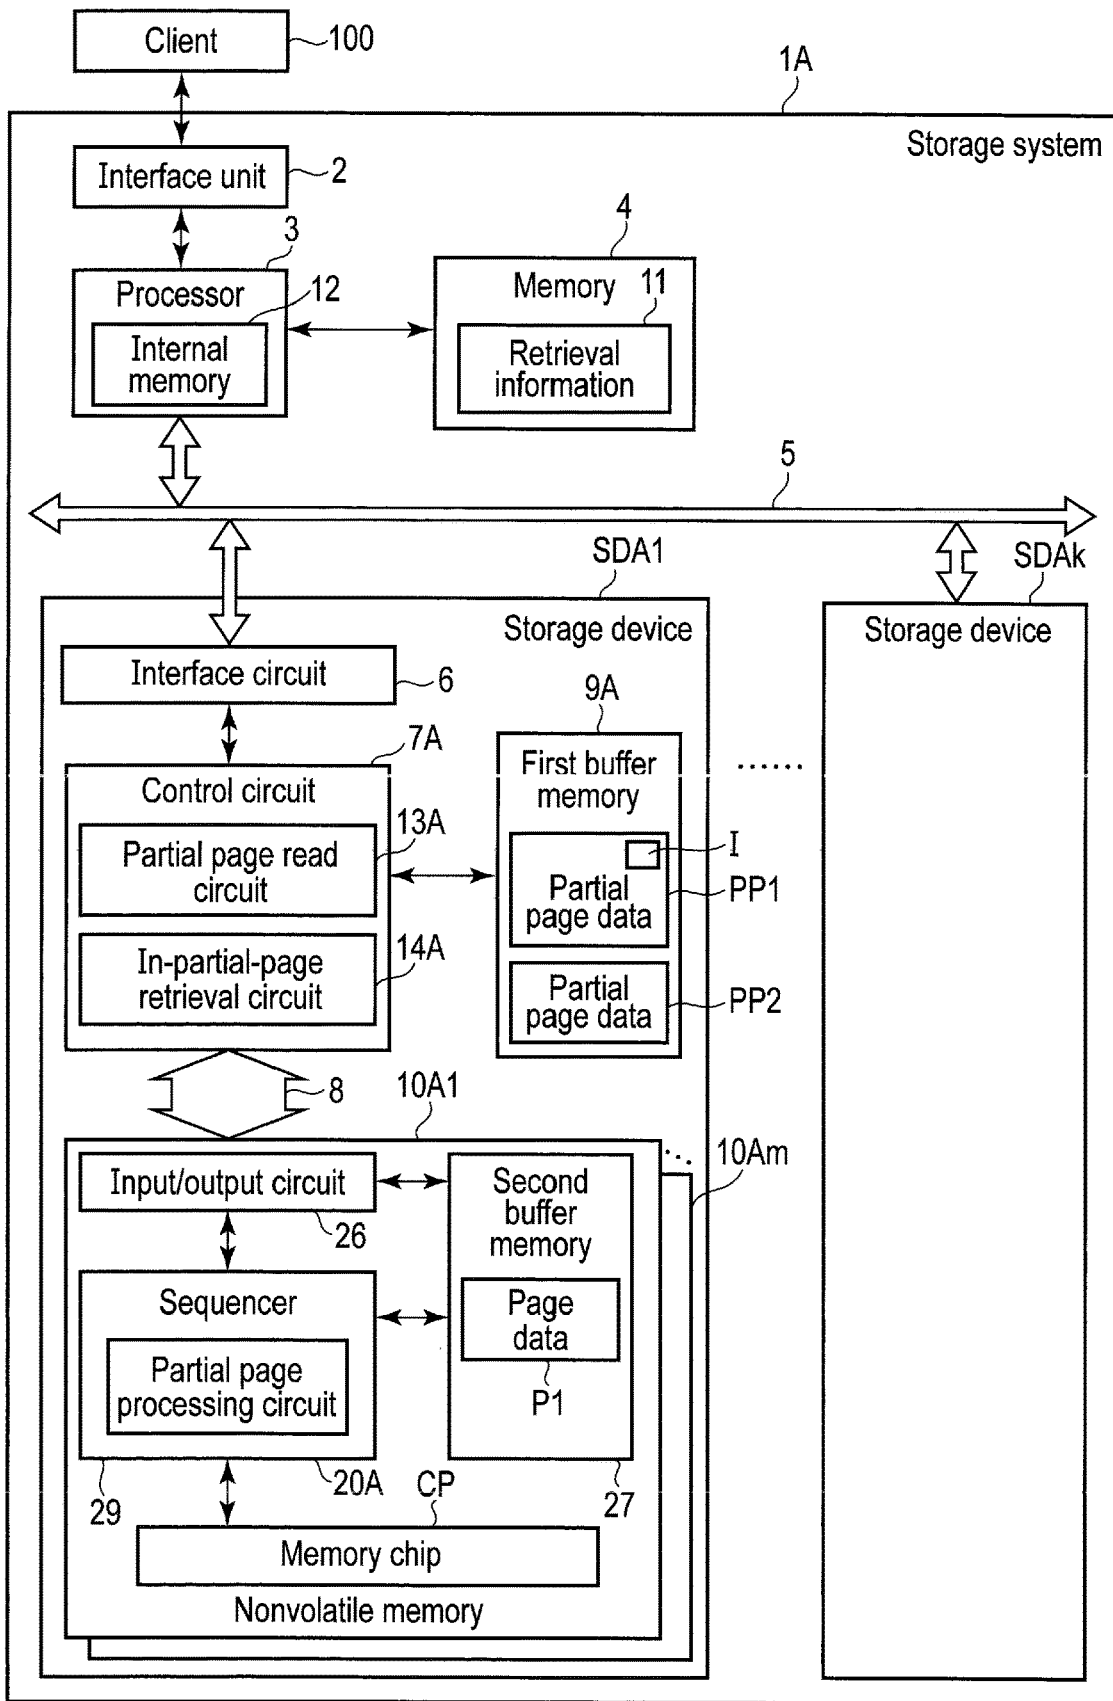 Client
100
1A
Storage system
Interface unit
2
3
Processor
12
Internal
memory
4
Memory
11
Retrieval
information
5
SDA1
SDAk
Storage device
Storage device
Interface circuit
6
7A
Control circuit
13A
Partial page read
circuit
14A
In-partial-page
retrieval circuit
9A
First buffer
memory
I
Partial
page data
PP1
Partial
page data
PP2
......
8
10A1
10Am
...
Input/output circuit
26
Second
buffer
memory
Sequencer
Page
data
P1
Partial page
processing circuit
29
20A
CP
27
Memory chip
Nonvolatile memory